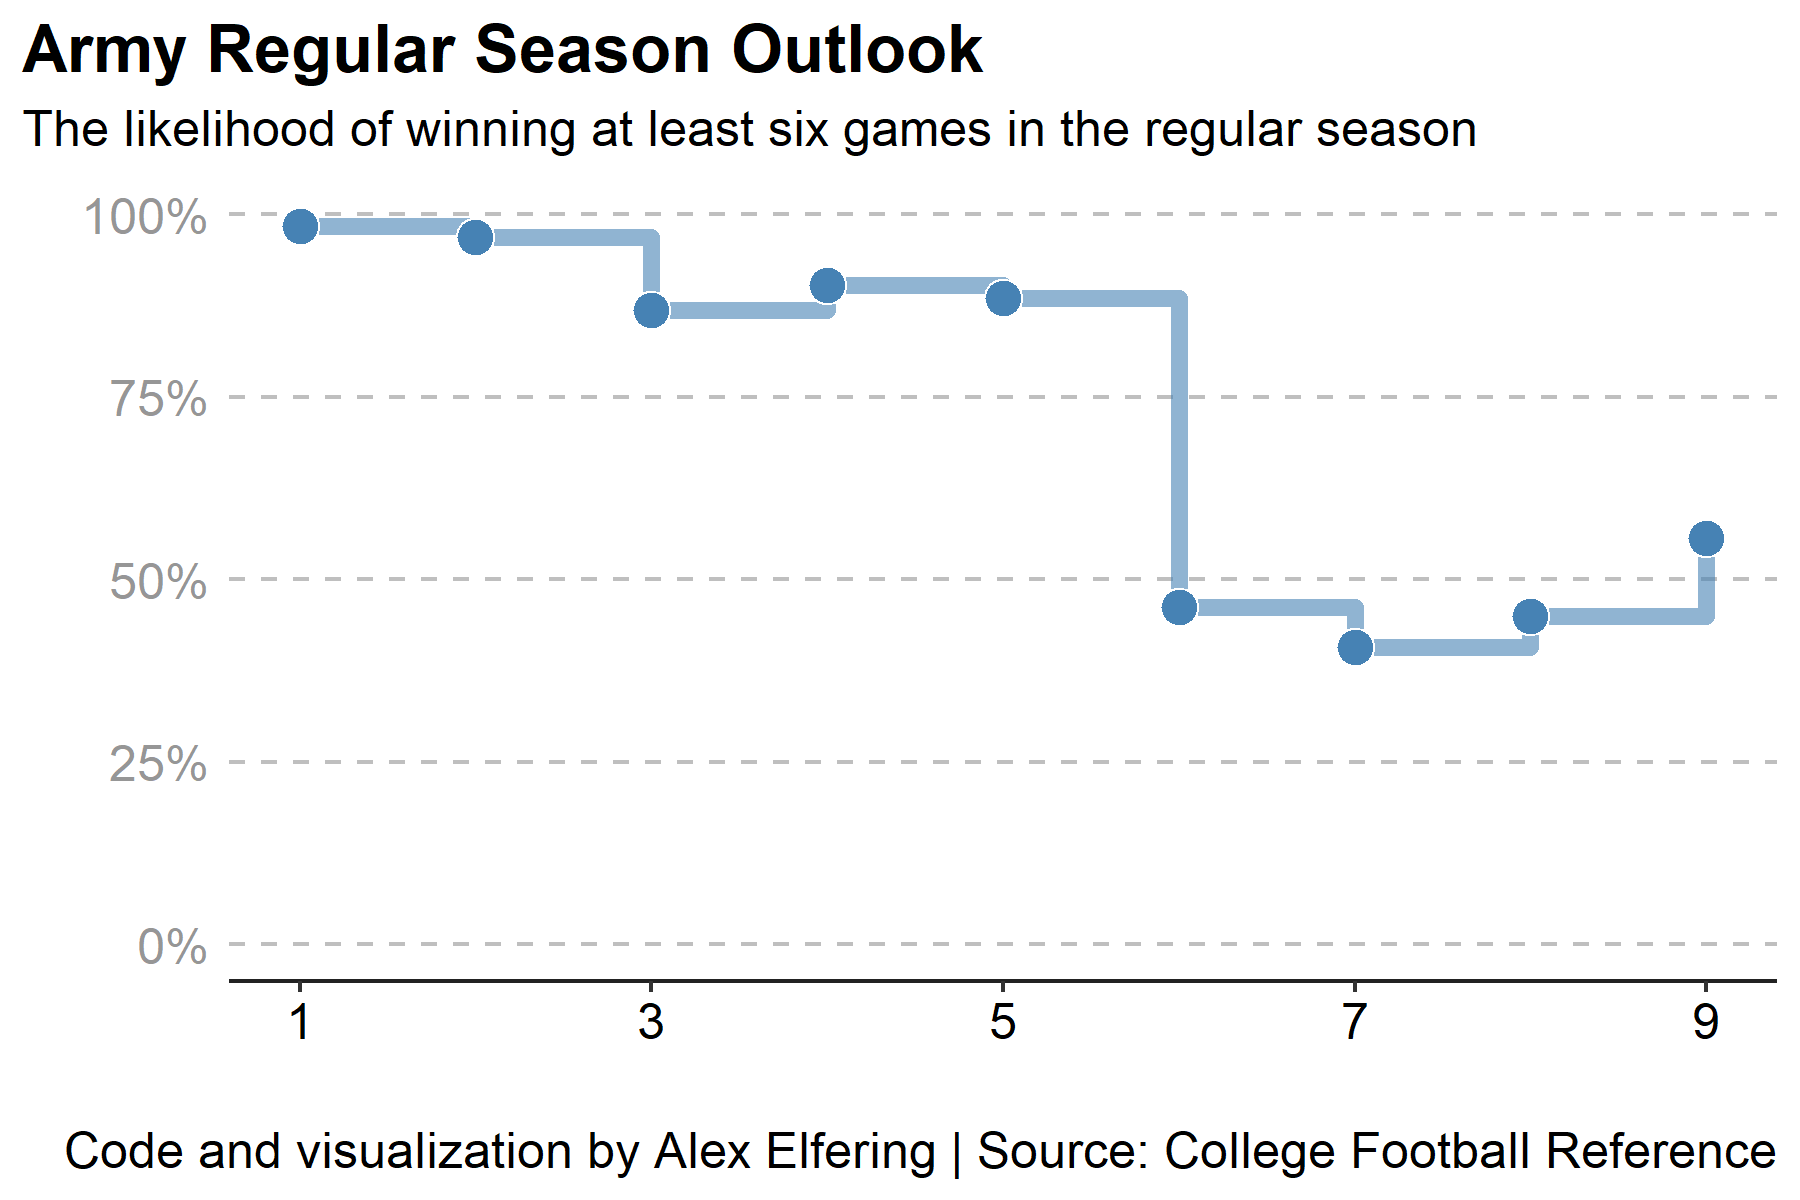 Army Regular Season Outlook
The likelihood of winning at least six games in the regular season
100%
75%
50%
25%
0%
1 3 5 7 9
Code and visualization by Alex Elfering | Source: College Football Reference